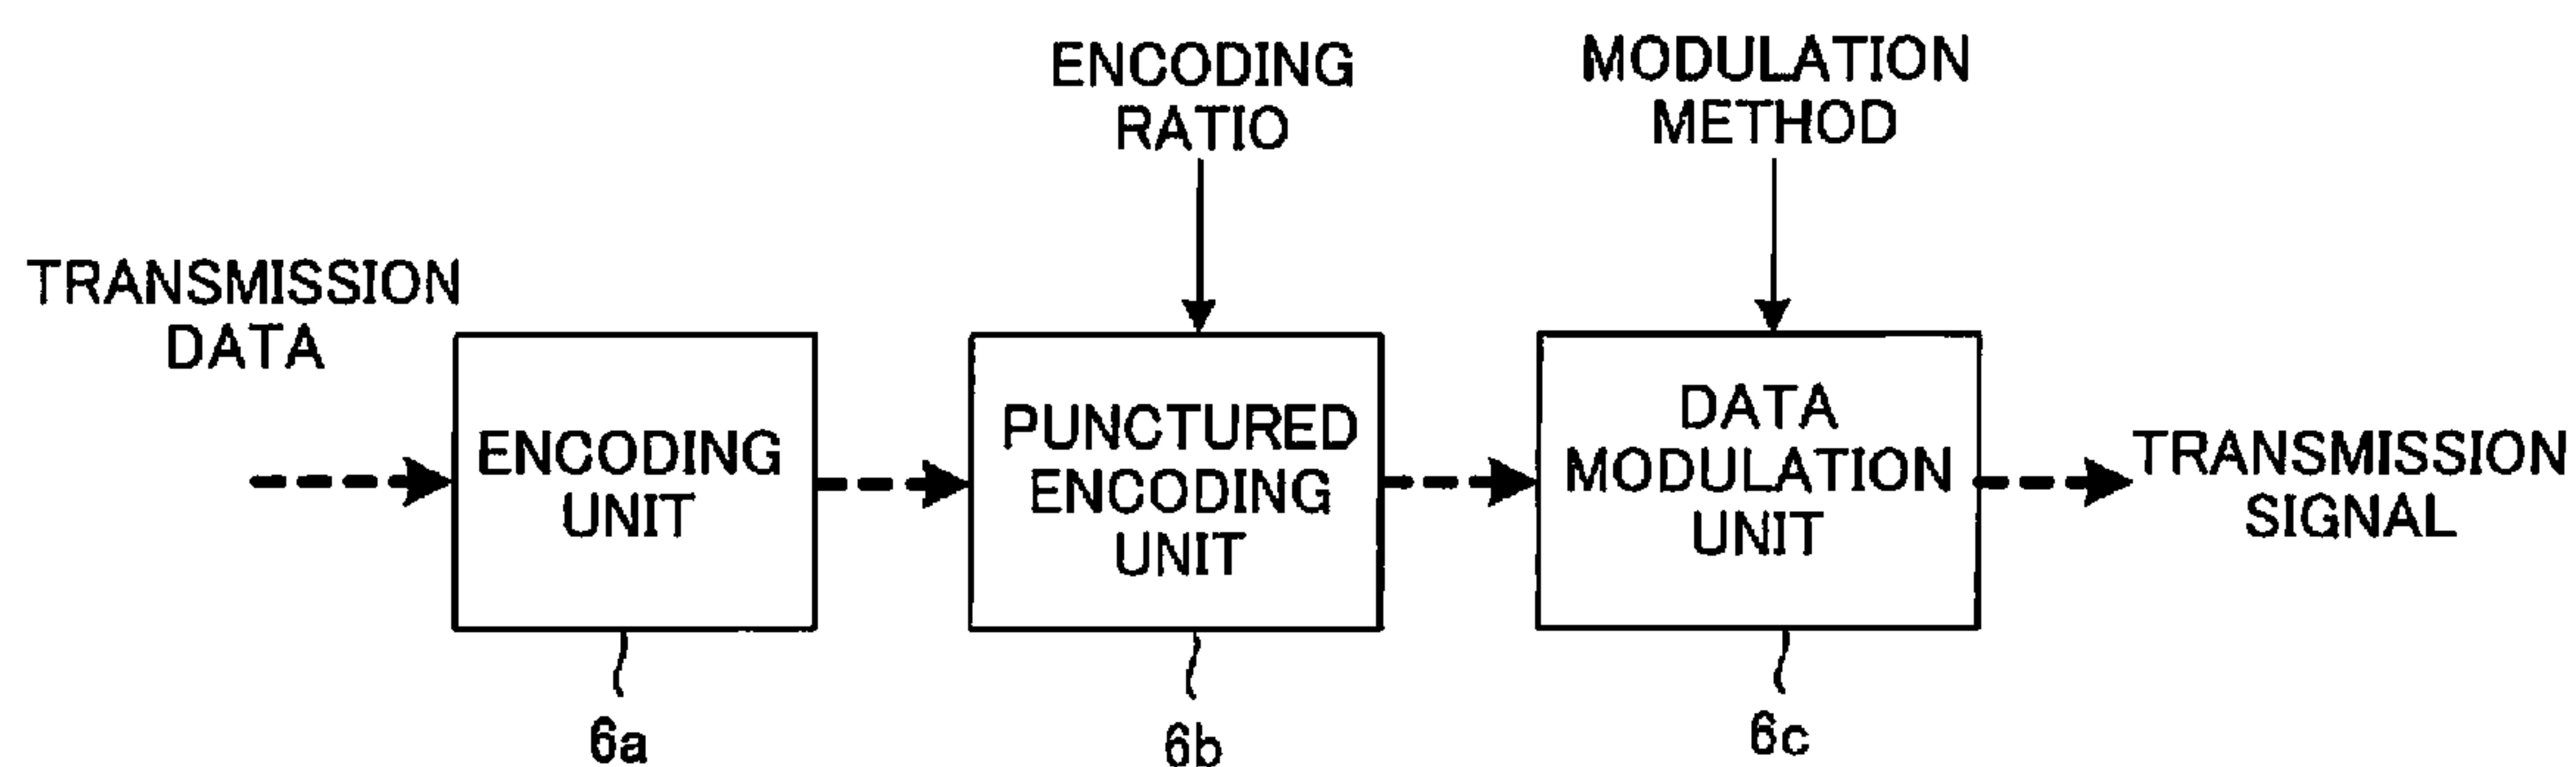 ENCODING
RATIO
MODULATION
METHOD
TRANSMISSION
DATA
ENCODING
UNIT
PUNCTURED
ENCODING
UNIT
DATA
MODULATION
UNIT
TRANSMISSION
SIGNAL
6a
6b
6c